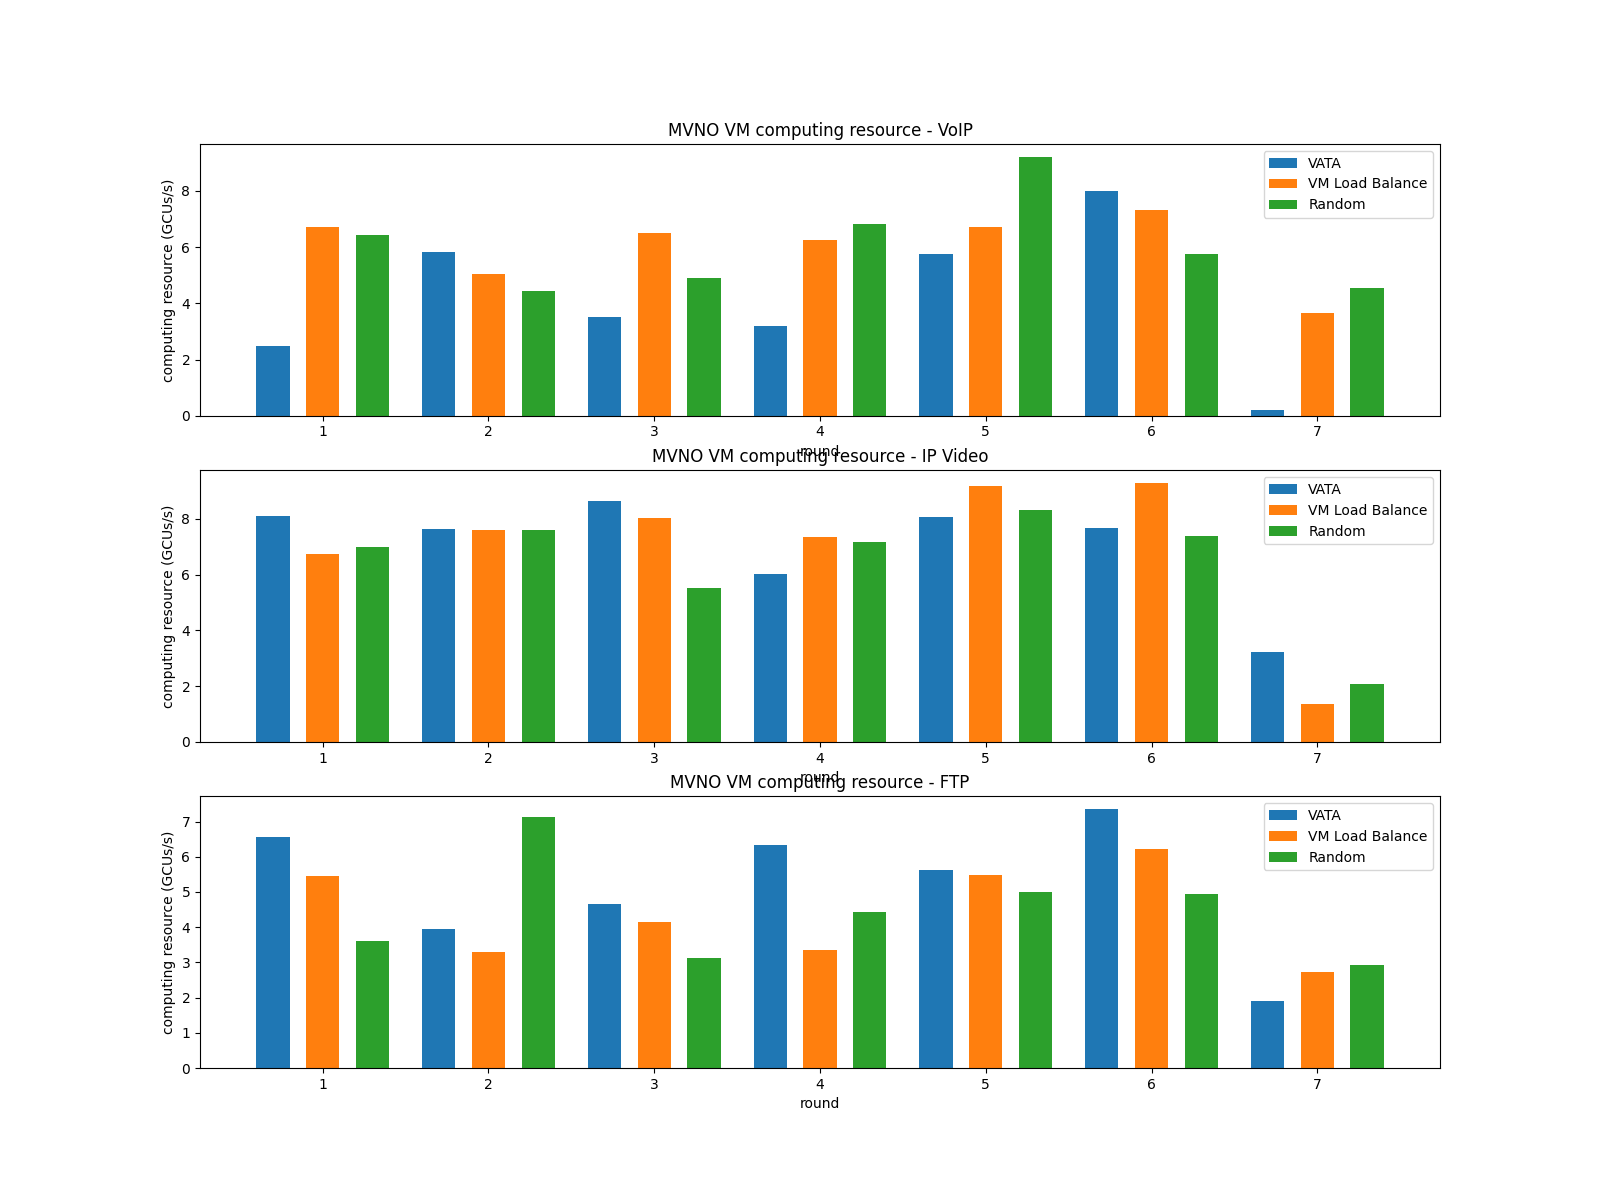 MVNO VM computing resource - VoIP
computing resource (GCUs/s)
8
6
4
2
0
VATA
VM Load Balance
Random
1 2 3 4 5 6 7
round
MVNO VM computing resource - IP Video
computing resource (GCUs/s)
8
6
4
2
0
VATA
VM Load Balance
Random
1 2 3 4 5 6 7
round
MVNO VM computing resource - FTP
computing resource (GCUs/s)
7
6
5
4
3
2
1
0
VATA
VM Load Balance
Random
1 2 3 4 5 6 7
round